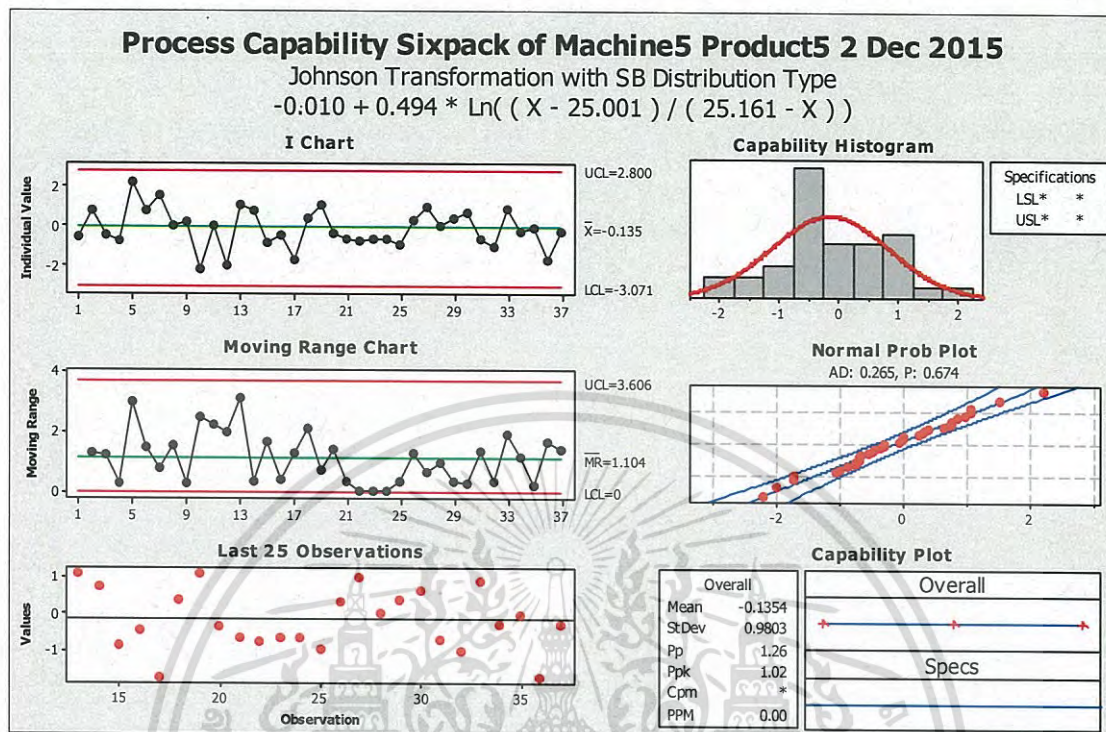 Process Capability Sixpack of Machine5 Product5 2 Dec 2015
Johnson Transformation with SB Distribution Type
-0.010 + 0.494 * Ln( ( X - 25.001 ) / ( 25.161 - X ) )
I Chart
Individual Value
2
0
-2
UCL=2.800
X=-0.135
LCL=-3.071
1 5 9 13 17 21 25 29 33 37
Capability Histogram
-2 -1 0 1 2
Specifications
LSL* *
USL* *
Moving Range Chart
Moving Range
4
2
0
UCL=3.606
MR=1.104
LCL=0
1 5 9 13 17 21 25 29 33 37
Normal Prob Plot
AD: 0.265, P: 0.674
-2 0 2
Last 25 Observations
Values
1
0
-1
15 20 25 30 35
Observation
Capability Plot
Overall
Mean -0.1354
StDev 0.9803
Pp 1.26
Ppk 1.02
Cpm *
PPM 0.00
Overall
Specs